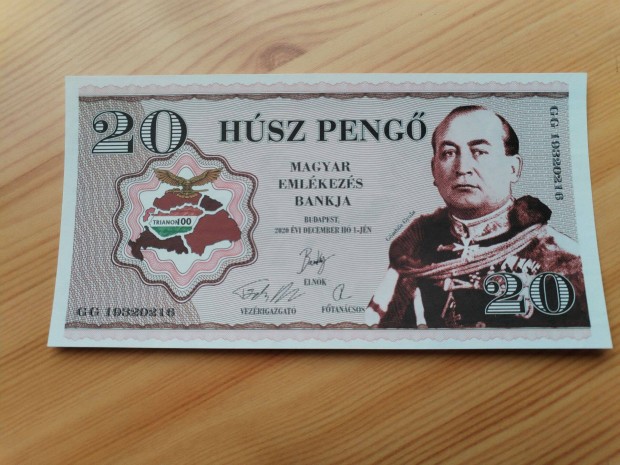 20
HÚSZ PENGŐ
MAGYAR
EMLÉKEZÉS
BANKJA
BUDAPEST,
2020 ÉVI DECEMBER HÓ 1-JÉN
TRIANON 100
ELNÖK
VEZÉRIGAZGATÓ
FŐTANÁCSOS
GG 19320216
GG 19320216
20